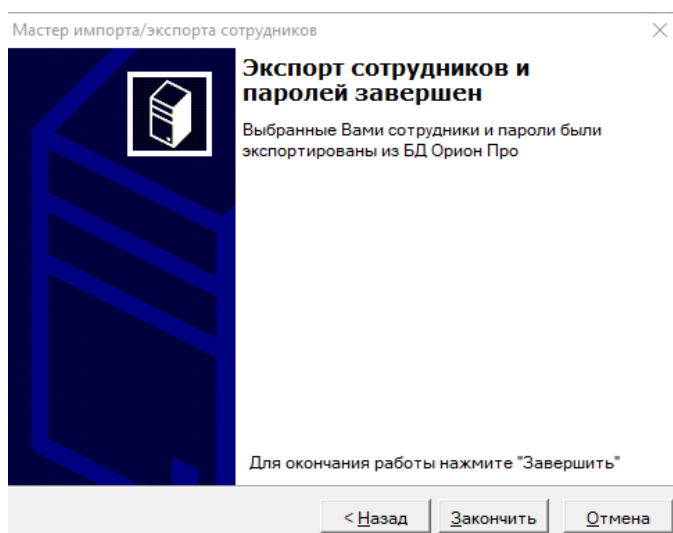 Мастер импорта/экспорта сотрудников
Экспорт сотрудников и
паролей завершен
Выбранные Вами сотрудники и пароли были
экспортированы из БД Орион Про
Для окончания работы нажмите "Завершить"
< Назад Закончить Отмена